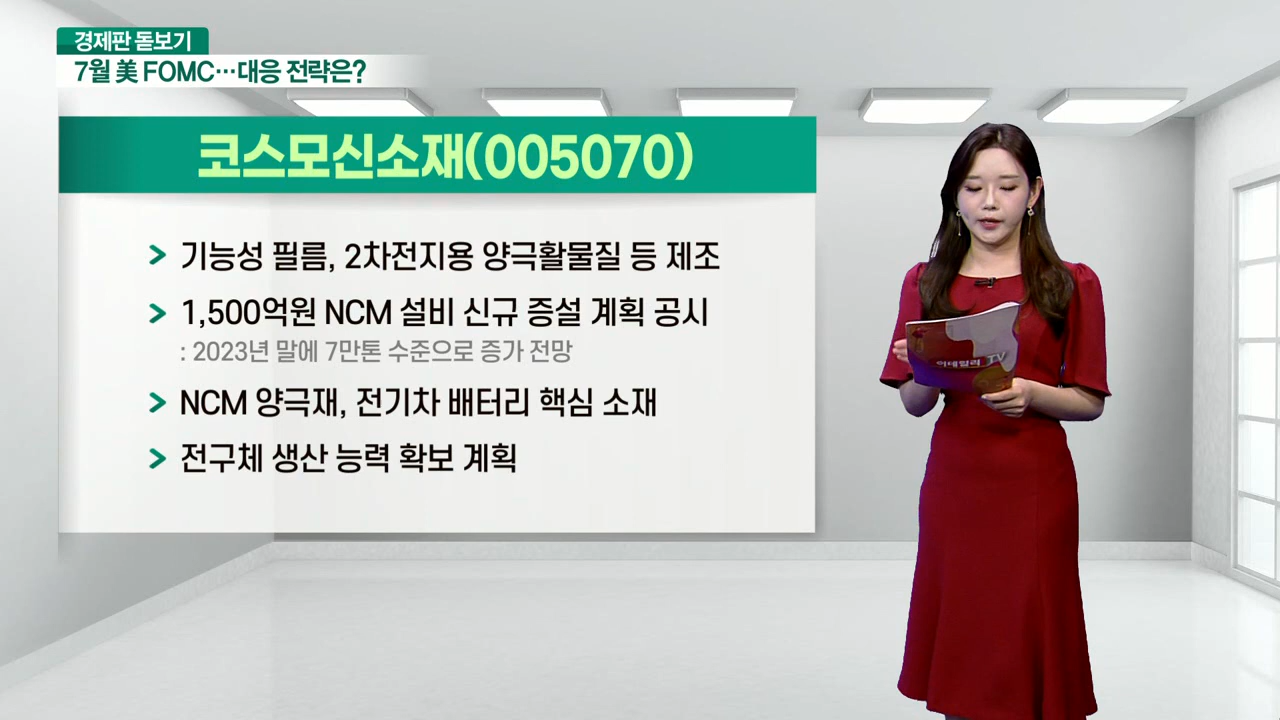 경제판 돋보기
7월 美 FOMC…대응 전략은?
코스모신소재(005070)
> 기능성 필름, 2차전지용 양극활물질 등 제조
> 1,500억원 NCM 설비 신규 증설 계획 공시
: 2023년 말에 7만톤 수준으로 증가 전망
> NCM 양극재, 전기차 배터리 핵심 소재
> 전구체 생산 능력 확보 계획
이데일리 TV